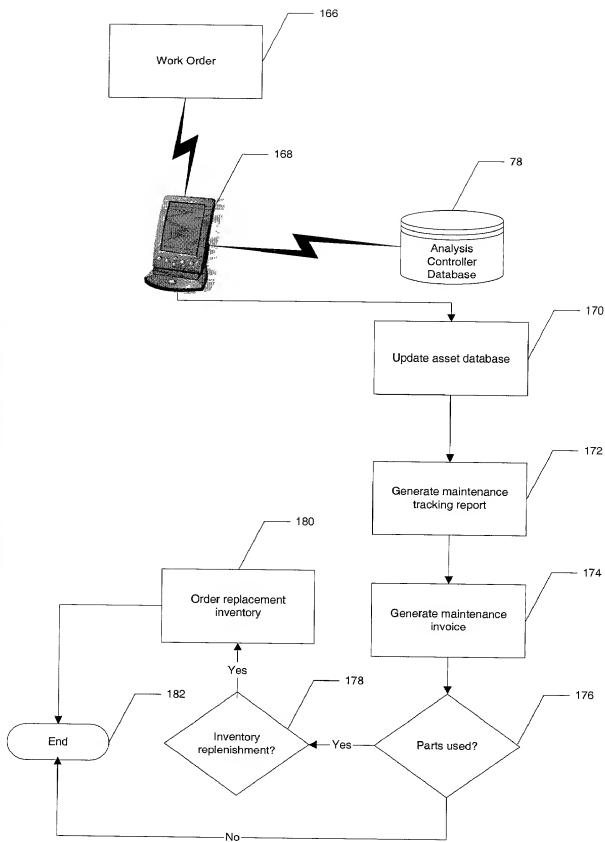 166
Work Order
168
78
Analysis
Controller
Database
170
Update asset database
172
Generate maintenance
tracking report
180
174
Order replacement
inventory
Generate maintenance
invoice
Yes
178
182
176
End
Inventory
replenishment?
Yes
Parts used?
No